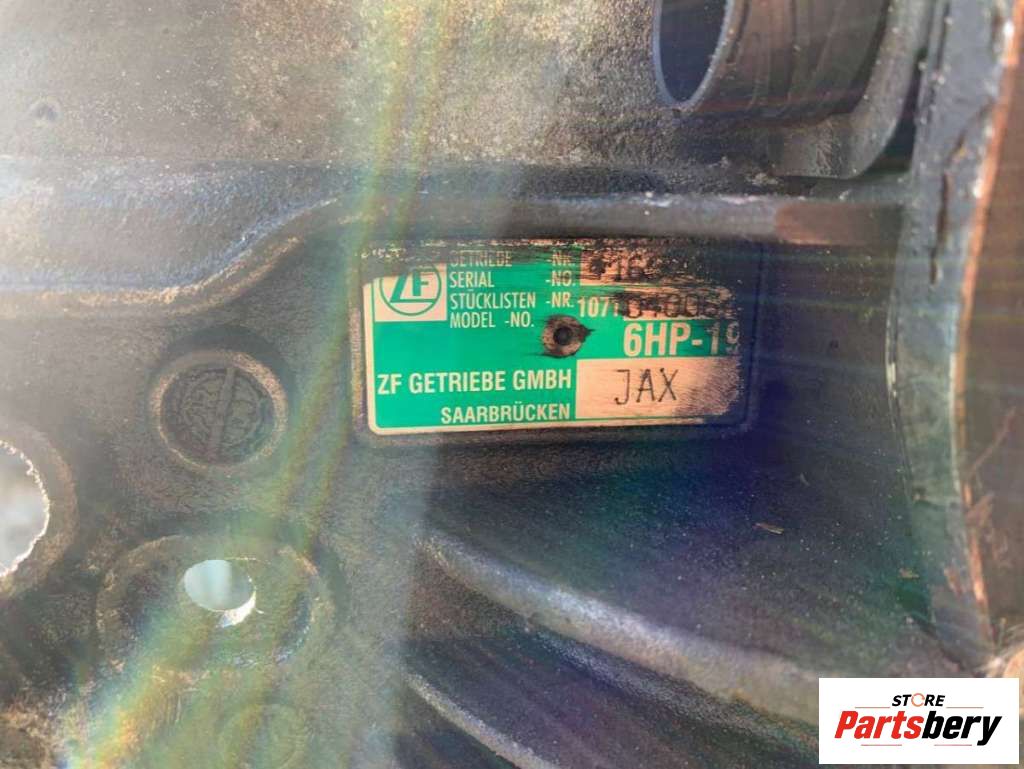 ZF
GETRIEBE -NR.
SERIAL -NO.
STÜCKLISTEN -NR.
MODEL -NO.
6HP-19
ZF GETRIEBE GMBH
JAX
SAARBRÜCKEN
STORE
Partsbery